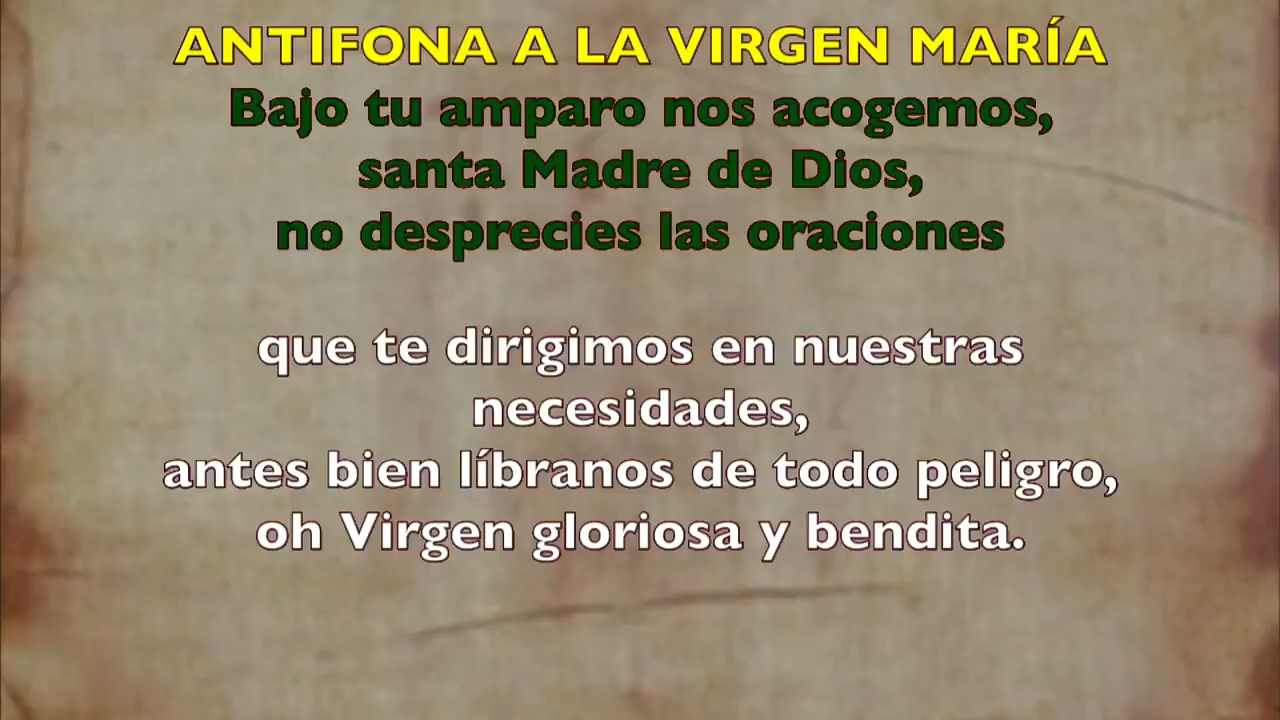 ANTIFONA A LA VIRGEN MARÍA
Bajo tu amparo nos acogemos,
santa Madre de Dios,
no desprecies las oraciones
que te dirigimos en nuestras
necesidades,
antes bien líbranos de todo peligro,
oh Virgen gloriosa y bendita.